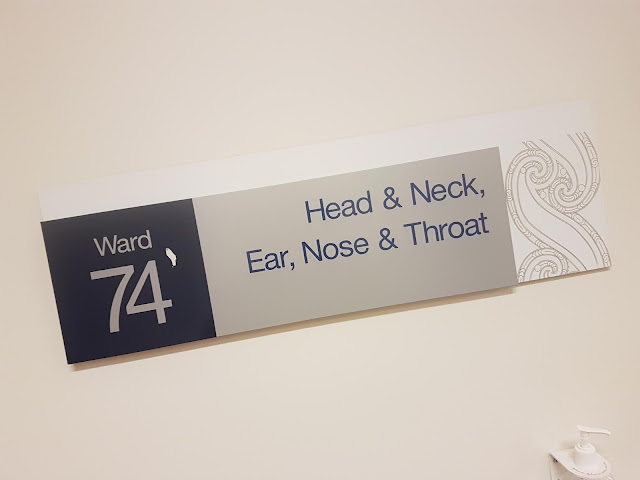 Ward
74
Head & Neck,
Ear, Nose & Throat